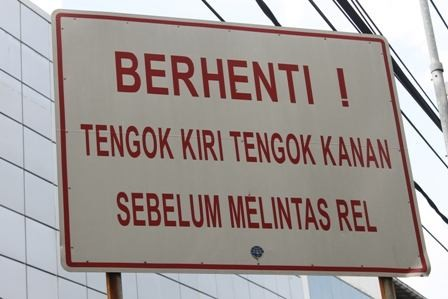 BERHENTI !
TENGOK KIRI TENGOK KANAN
SEBELUM MELINTAS REL